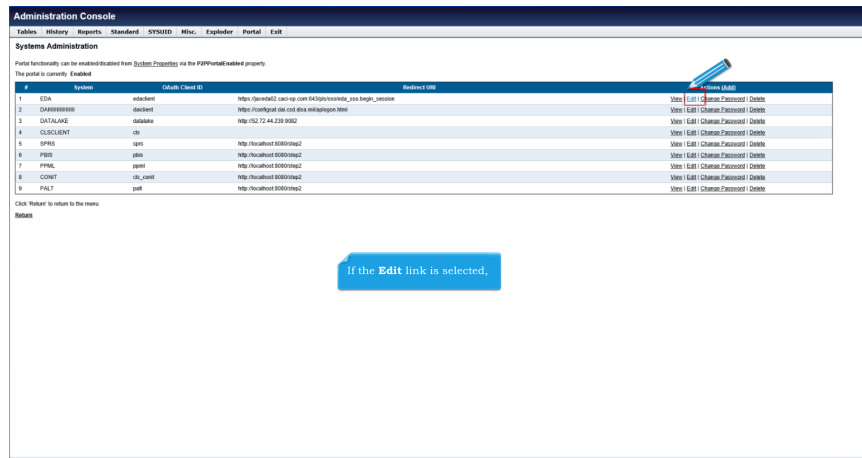 Administration Console
Tables History Reports Standard SYSUID Misc. Exploder Portal Exit
Systems Administration
Portal functionality can be enabled/disabled from System Properties via the P2PPortalEnabled property.
The portal is currently Enabled
# System OAuth Client ID Redirect URI Actions (Add)
1 EDA edaclient https://jaxeda02.caci-op.com:643/pls/sso/eda_sso.begin_session View | Edit | Change Password | Delete
2 daiclient https://configsat.dai.csd.disa.mil/aplogon.html View | Edit | Change Password | Delete
3 DATALAKE datalake http://52.72.44.239:9082 View | Edit | Change Password | Delete
4 CLSCLIENT cls View | Edit | Change Password | Delete
5 SPRS sprs http://localhost:8080/step2 View | Edit | Change Password | Delete
6 PBIS pbis http://localhost:8080/step2 View | Edit | Change Password | Delete
7 PPML ppml http://localhost:8080/step2 View | Edit | Change Password | Delete
8 CONIT cls_conit http://localhost:8080/step2 View | Edit | Change Password | Delete
9 PALT palt http://localhost:8080/step2 View | Edit | Change Password | Delete
Click 'Return' to return to the menu.
Return
If the Edit link is selected,